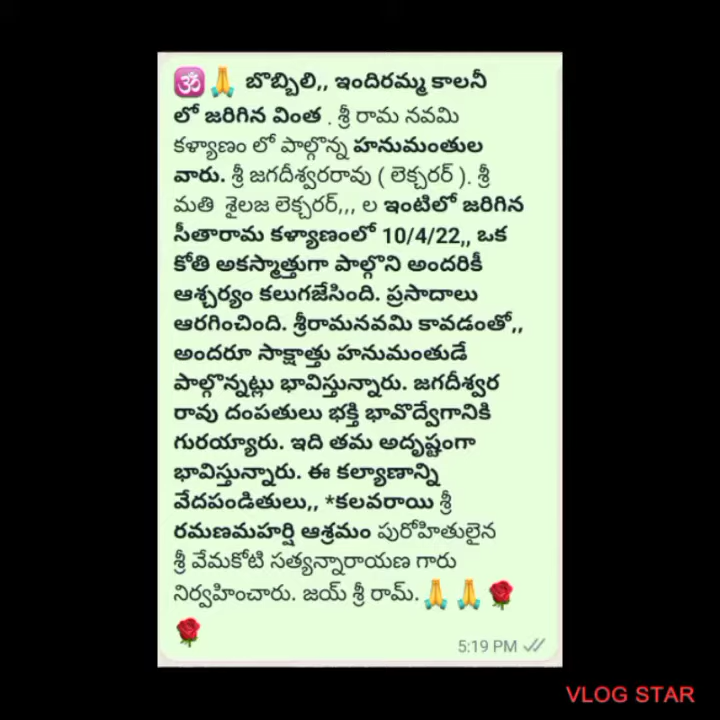 🕉️🙏 బొబ్బిలి,, ఇందిరమ్మ కాలనీ
లో జరిగిన వింత . శ్రీ రామ నవమి
కళ్యాణం లో పాల్గొన్న హనుమంతుల
వారు. శ్రీ జగదీశ్వరరావు ( లెక్చరర్ ). శ్రీ
మతి శైలజ లెక్చరర్,,, ల ఇంటిలో జరిగిన
సీతారామ కళ్యాణంలో 10/4/22,, ఒక
కోతి అకస్మాత్తుగా పాల్గొని అందరికీ
ఆశ్చర్యం కలుగజేసింది. ప్రసాదాలు
ఆరగించింది. శ్రీరామనవమి కావడంతో,,
అందరూ సాక్షాత్తు హనుమంతుడే
పాల్గొన్నట్లు భావిస్తున్నారు. జగదీశ్వర
రావు దంపతులు భక్తి భావొద్వేగానికి
గురయ్యారు. ఇది తమ అదృష్టంగా
భావిస్తున్నారు. ఈ కల్యాణాన్ని
వేదపండితులు,, *కలవరాయి శ్రీ
రమణమహర్షి ఆశ్రమం పురోహితులైన
శ్రీ వేమకోటి సత్యన్నారాయణ గారు
నిర్వహించారు. జయ్ శ్రీ రామ్.🙏🙏🌹
🌹
5:19 PM
VLOG STAR